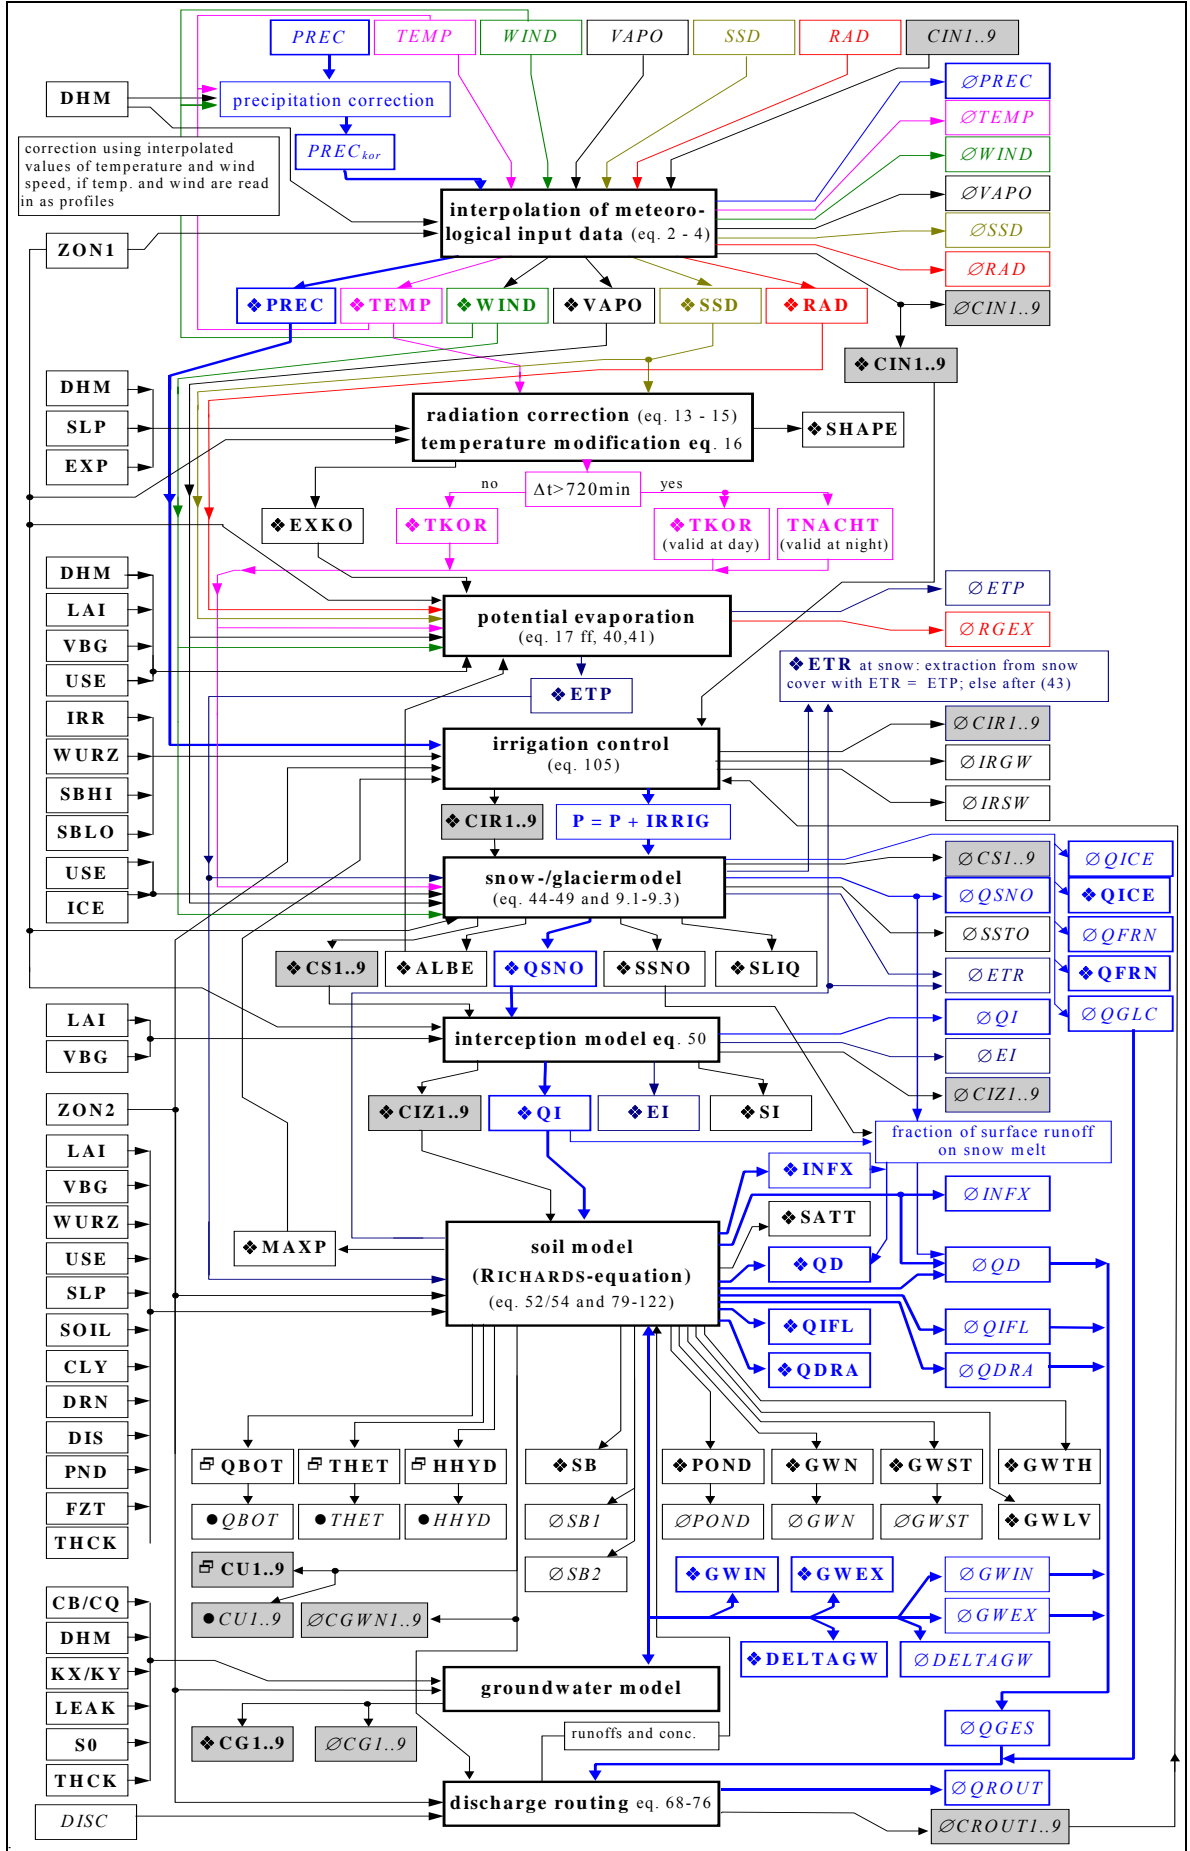 PREC TEMP WIND VAPO SSD RAD CIN1..9
DHM
precipitation correction
∅PREC
∅TEMP
PREC kor
correction using interpolated
values of temperature and wind
speed, if temp. and wind are read
in as profiles
∅WIND
∅VAPO
interpolation of meteoro-
logical input data (eq. 2 - 4)
∅SSD
ZON1
∅RAD
❖PREC ❖TEMP ❖WIND ❖VAPO ❖SSD ❖RAD
∅CIN1..9
❖CIN1..9
DHM
SLP
EXP
radiation correction (eq. 13 - 15)
temperature modification eq. 16
❖SHAPE
no
Δt>720min
yes
❖EXKO
❖TKOR
❖TKOR
(valid at day)
TNACHT
(valid at night)
DHM
LAI
VBG
USE
potential evaporation
(eq. 17 ff, 40,41)
∅ETP
∅RGEX
❖ETR at snow: extraction from snow
cover with ETR = ETP; else after (43)
❖ETP
IRR
WURZ
SBHI
SBLO
irrigation control
(eq. 105)
∅CIR1..9
∅IRGW
∅IRSW
❖CIR1..9
P = P + IRRIG
USE
ICE
snow-/glaciermodel
(eq. 44-49 and 9.1-9.3)
∅CS1..9
∅QICE
∅QSNO
❖QICE
∅SSTO
∅QFRN
∅ETR
❖QFRN
❖CS1..9 ❖ALBE ❖QSNO ❖SSNO ❖SLIQ
∅QI
∅QGLC
LAI
VBG
interception model eq. 50
∅EI
∅CIZ1..9
ZON2
❖CIZ1..9 ❖QI ❖EI ❖SI
fraction of surface runoff
on snow melt
LAI
VBG
WURZ
USE
SLP
SOIL
CLY
DRN
DIS
PND
FZT
THCK
❖INFX
∅INFX
❖SATT
❖MAXP
soil model
(RICHARDS-equation)
(eq. 52/54 and 79-122)
❖QD
∅QD
❖QIFL
∅QIFL
❖QDRA
∅QDRA
🗗QBOT 🗗THET 🗗HHYD ❖SB ❖POND ❖GWN ❖GWST ❖GWTH
●QBOT ●THET ●HHYD ∅SB1 ∅POND ∅GWN ∅GWST ❖GWLV
🗗CU1..9
∅SB2
●CU1..9 ∅CGWN1..9
❖GWIN ❖GWEX ∅GWIN
∅GWEX
❖DELTAGW ∅DELTAGW
CB/CQ
DHM
KX/KY
LEAK
S0
THCK
groundwater model
❖CG1..9 ∅CG1..9
runoffs and conc.
∅QGES
DISC
discharge routing eq. 68-76
∅QROUT
∅CROUT1..9